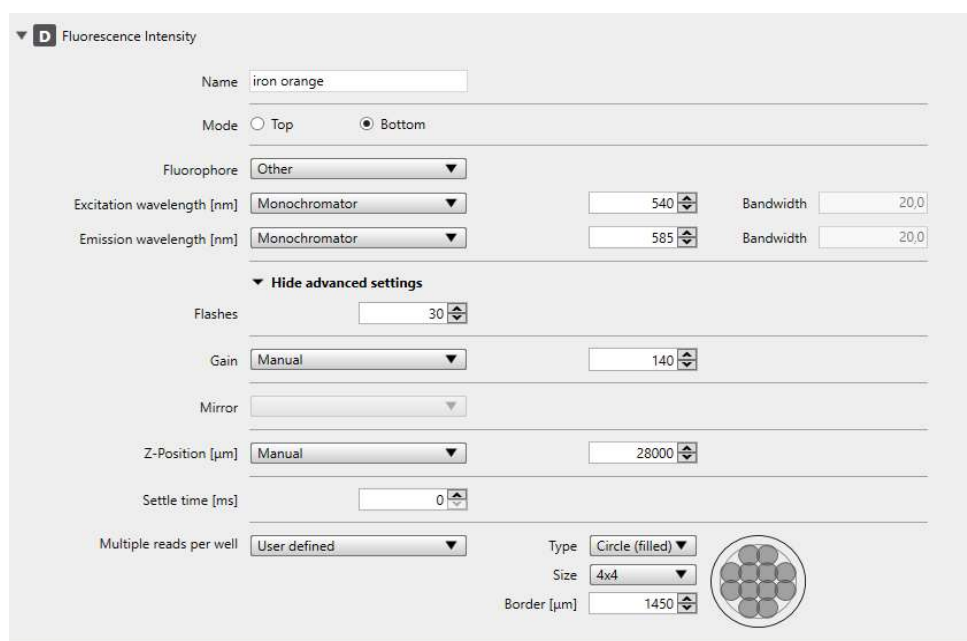 D Fluorescence Intensity
Name iron orange
Mode Top Bottom
Fluorophore Other
Excitation wavelength [nm] Monochromator 540 Bandwidth 20,0
Emission wavelength [nm] Monochromator 585 Bandwidth 20,0
Hide advanced settings
Flashes 30
Gain Manual 140
Mirror
Z-Position [µm] Manual 28000
Settle time [ms] 0
Multiple reads per well User defined Type Circle (filled)
Size 4x4
Border [µm] 1450